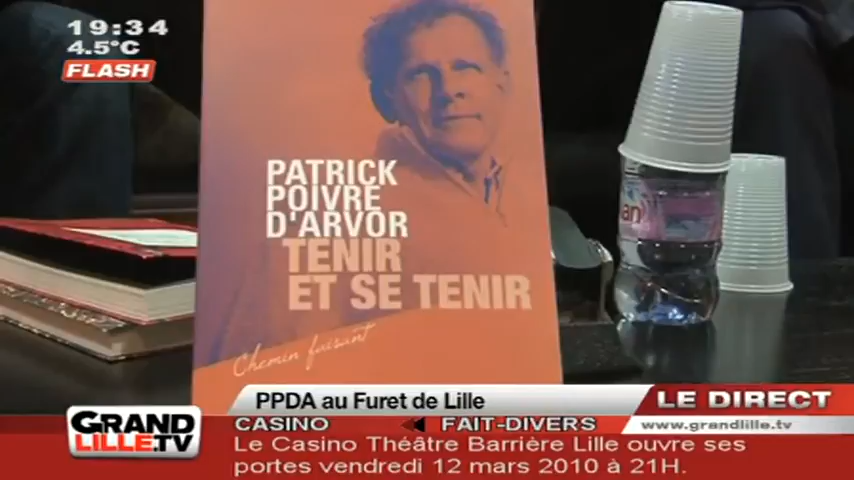 19:34
4.5°C
FLASH
PATRICK
POIVRE
D'ARVOR
TENIR
ET SE TENIR
Chemin faisant
PPDA au Furet de Lille
LE DIRECT
CASINO
FAIT-DIVERS
www.grandlille.tv
GRAND
LILLE.TV
Le Casino Théâtre Barrière Lille ouvre ses
portes vendredi 12 mars 2010 à 21H.